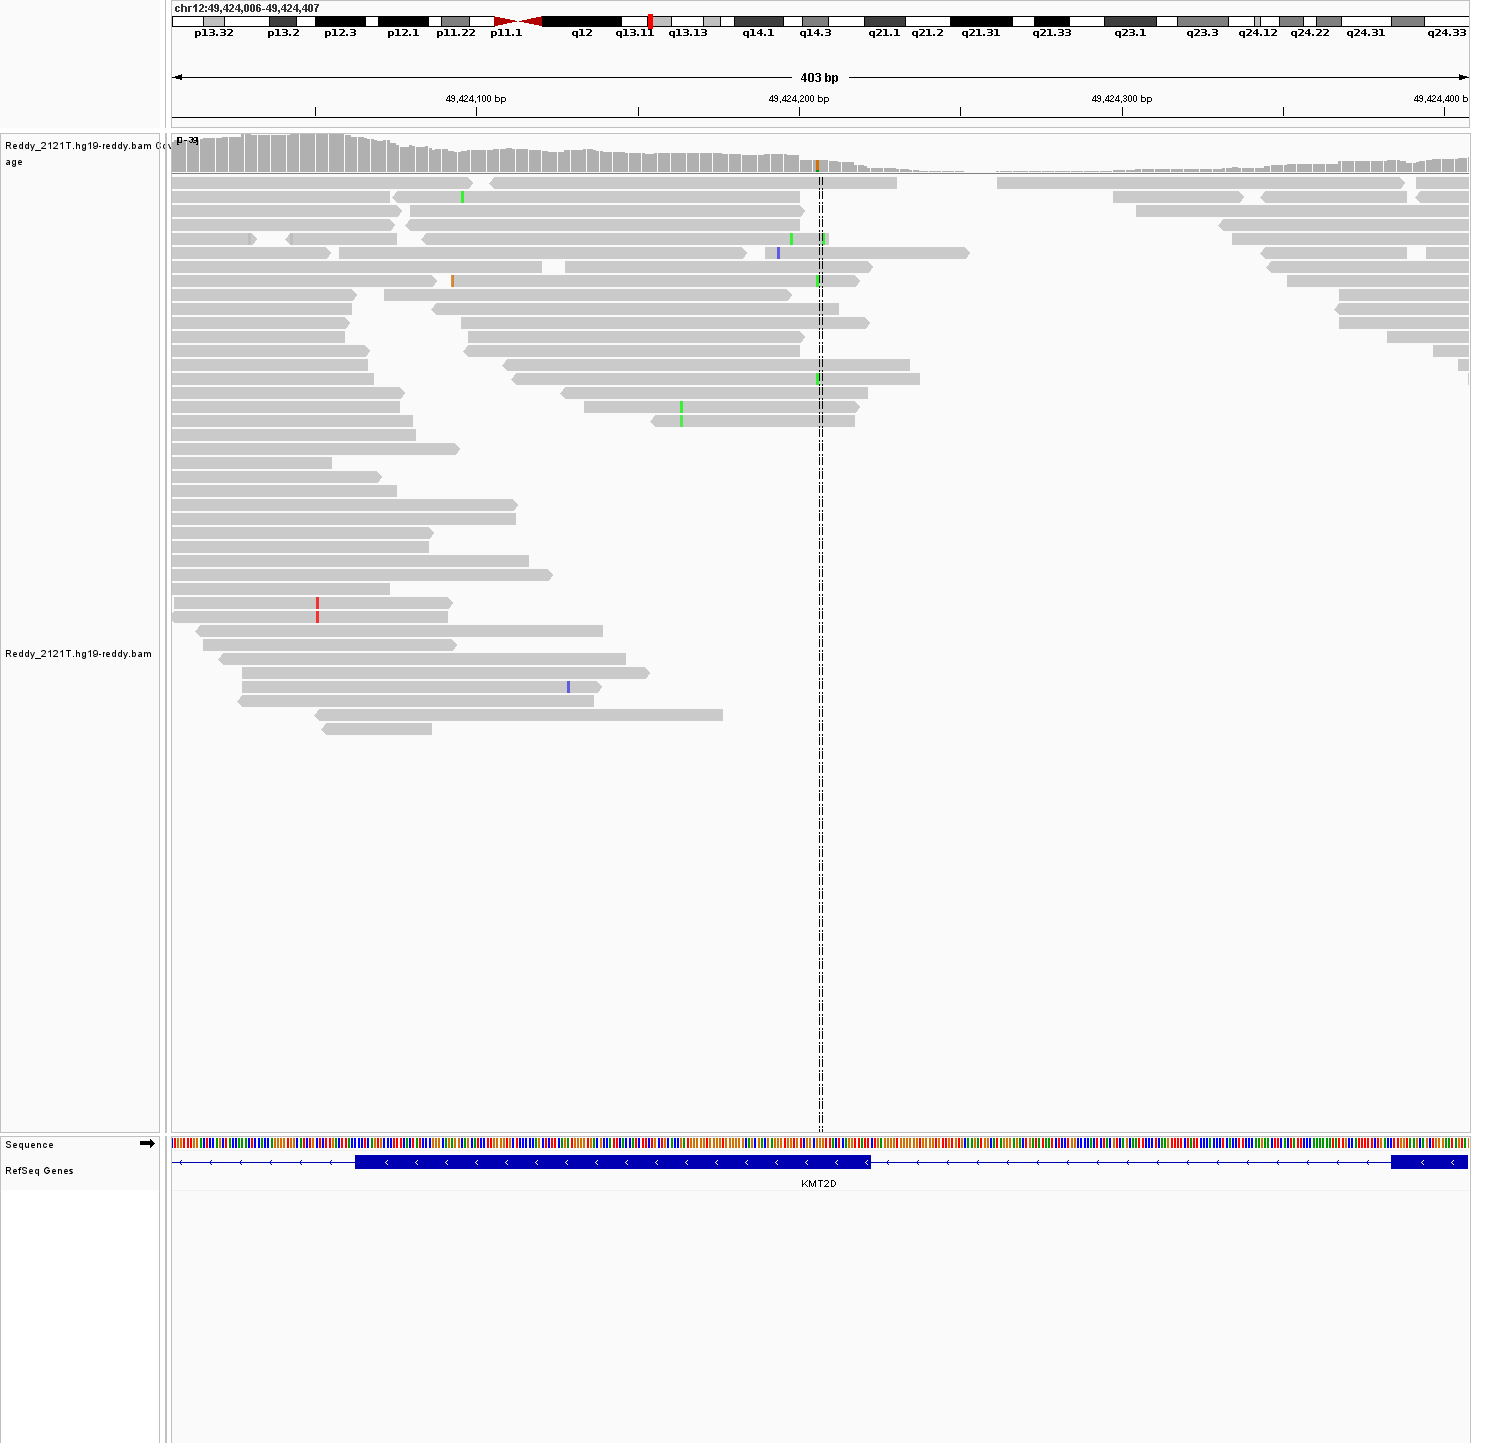 chr12:49,424,006-49,424,407
p13.32 p13.2 p12.3 p12.1 p11.22 p11.1 q12 q13.11 q13.13 q14.1 q14.3 q21.1 q21.2 q21.31 q21.33 q23.1 q23.3 q24.12 q24.22 q24.31 q24.33
403 bp
49,424,100 bp 49,424,200 bp 49,424,300 bp 49,424,400 b
Reddy_2121T.hg19-reddy.bam Cov
age
Reddy_2121T.hg19-reddy.bam
Sequence
RefSeq Genes
KMT2D